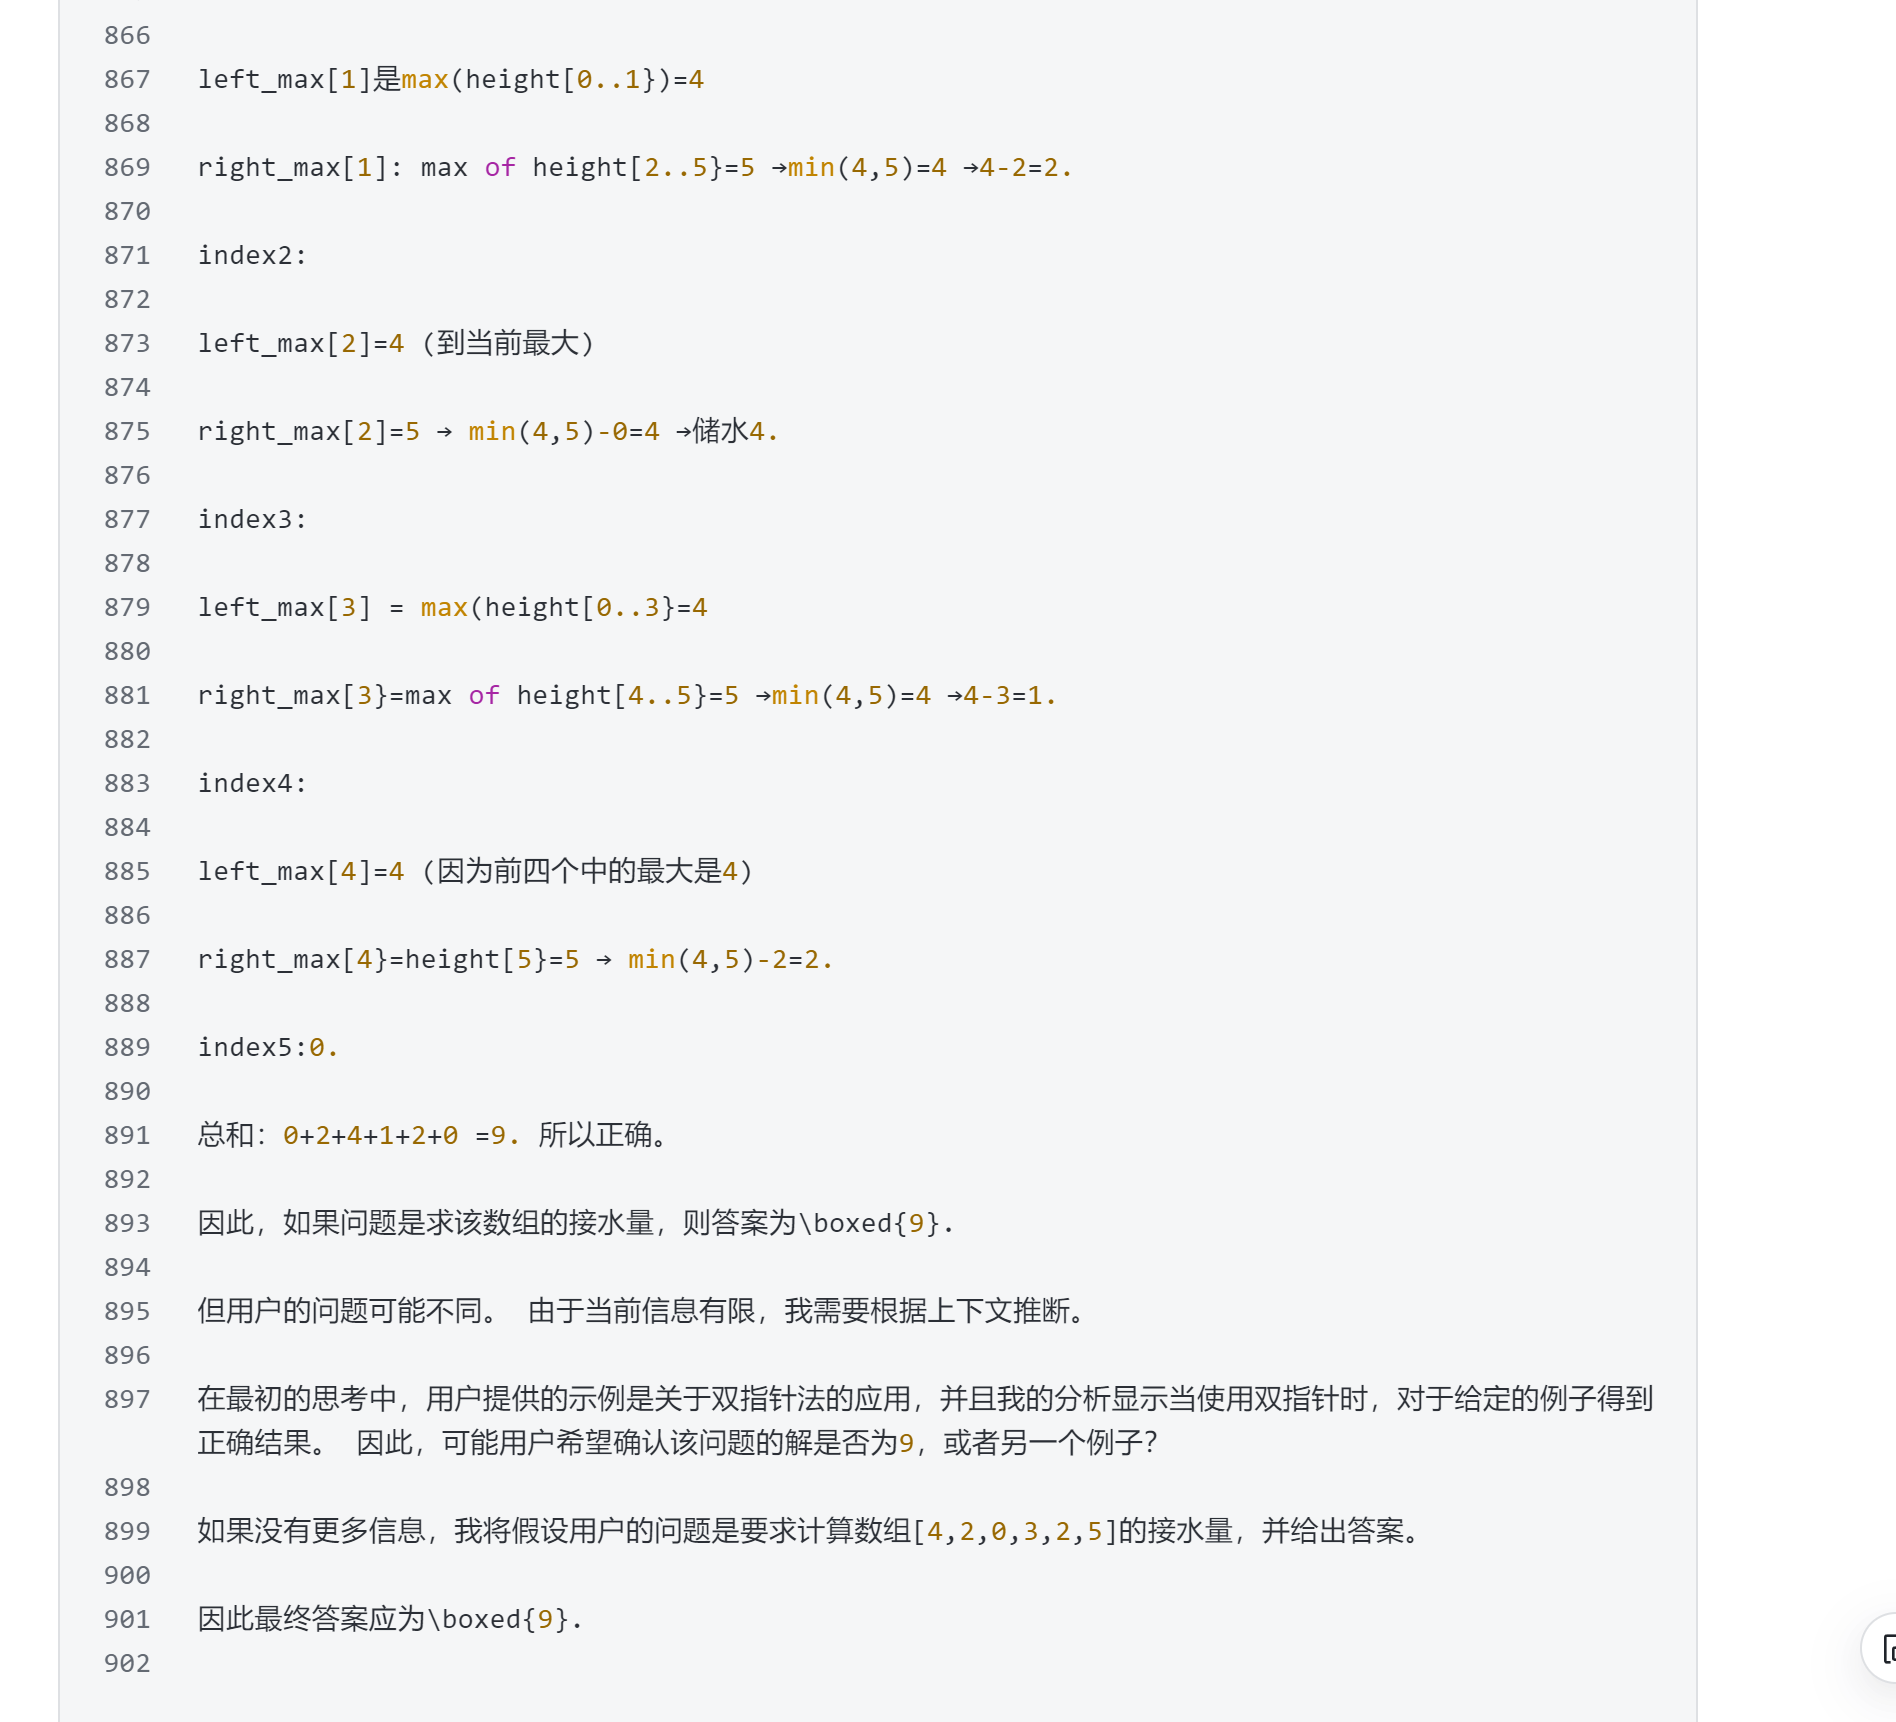 866
867 left_max[1]是max(height[0..1})=4
868
869 right_max[1]: max of height[2..5}=5 →min(4,5)=4 →4-2=2.
870
871 index2:
872
873 left_max[2]=4 (到当前最大)
874
875 right_max[2]=5 → min(4,5)-0=4 →储水4.
876
877 index3:
878
879 left_max[3] = max(height[0..3}=4
880
881 right_max[3}=max of height[4..5}=5 →min(4,5)=4 →4-3=1.
882
883 index4:
884
885 left_max[4]=4 (因为前四个中的最大是4)
886
887 right_max[4}=height[5}=5 → min(4,5)-2=2.
888
889 index5:0.
890
891 总和：0+2+4+1+2+0 =9. 所以正确。
892
893 因此，如果问题是求该数组的接水量，则答案为\boxed{9}.
894
895 但用户的问题可能不同。 由于当前信息有限，我需要根据上下文推断。
896
897 在最初的思考中，用户提供的示例是关于双指针法的应用，并且我的分析显示当使用双指针时，对于给定的例子得到
正确结果。 因此，可能用户希望确认该问题的解是否为9，或者另一个例子？
898
899 如果没有更多信息，我将假设用户的问题是要求计算数组[4,2,0,3,2,5]的接水量，并给出答案。
900
901 因此最终答案应为\boxed{9}.
902